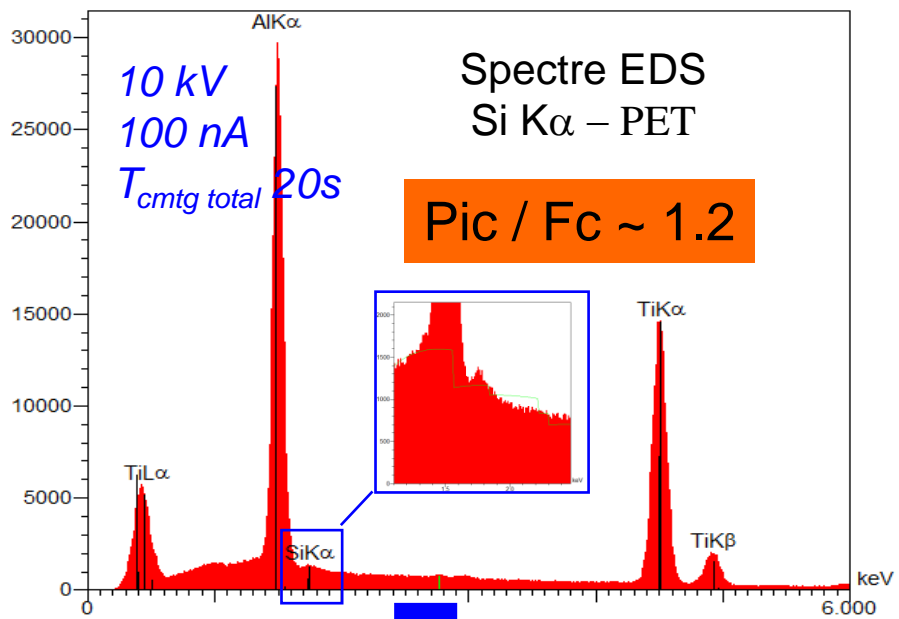 AlKα
30000
25000
20000
15000
10000
5000
0
10 kV
100 nA
Tcmtg total 20s
Spectre EDS
Si Kα – PET
Pic / Fc ~ 1.2
TiLα
SiKα
2000
1500
1000
500
0
1.5
2.0
keV
TiKα
TiKβ
keV
0
6.000